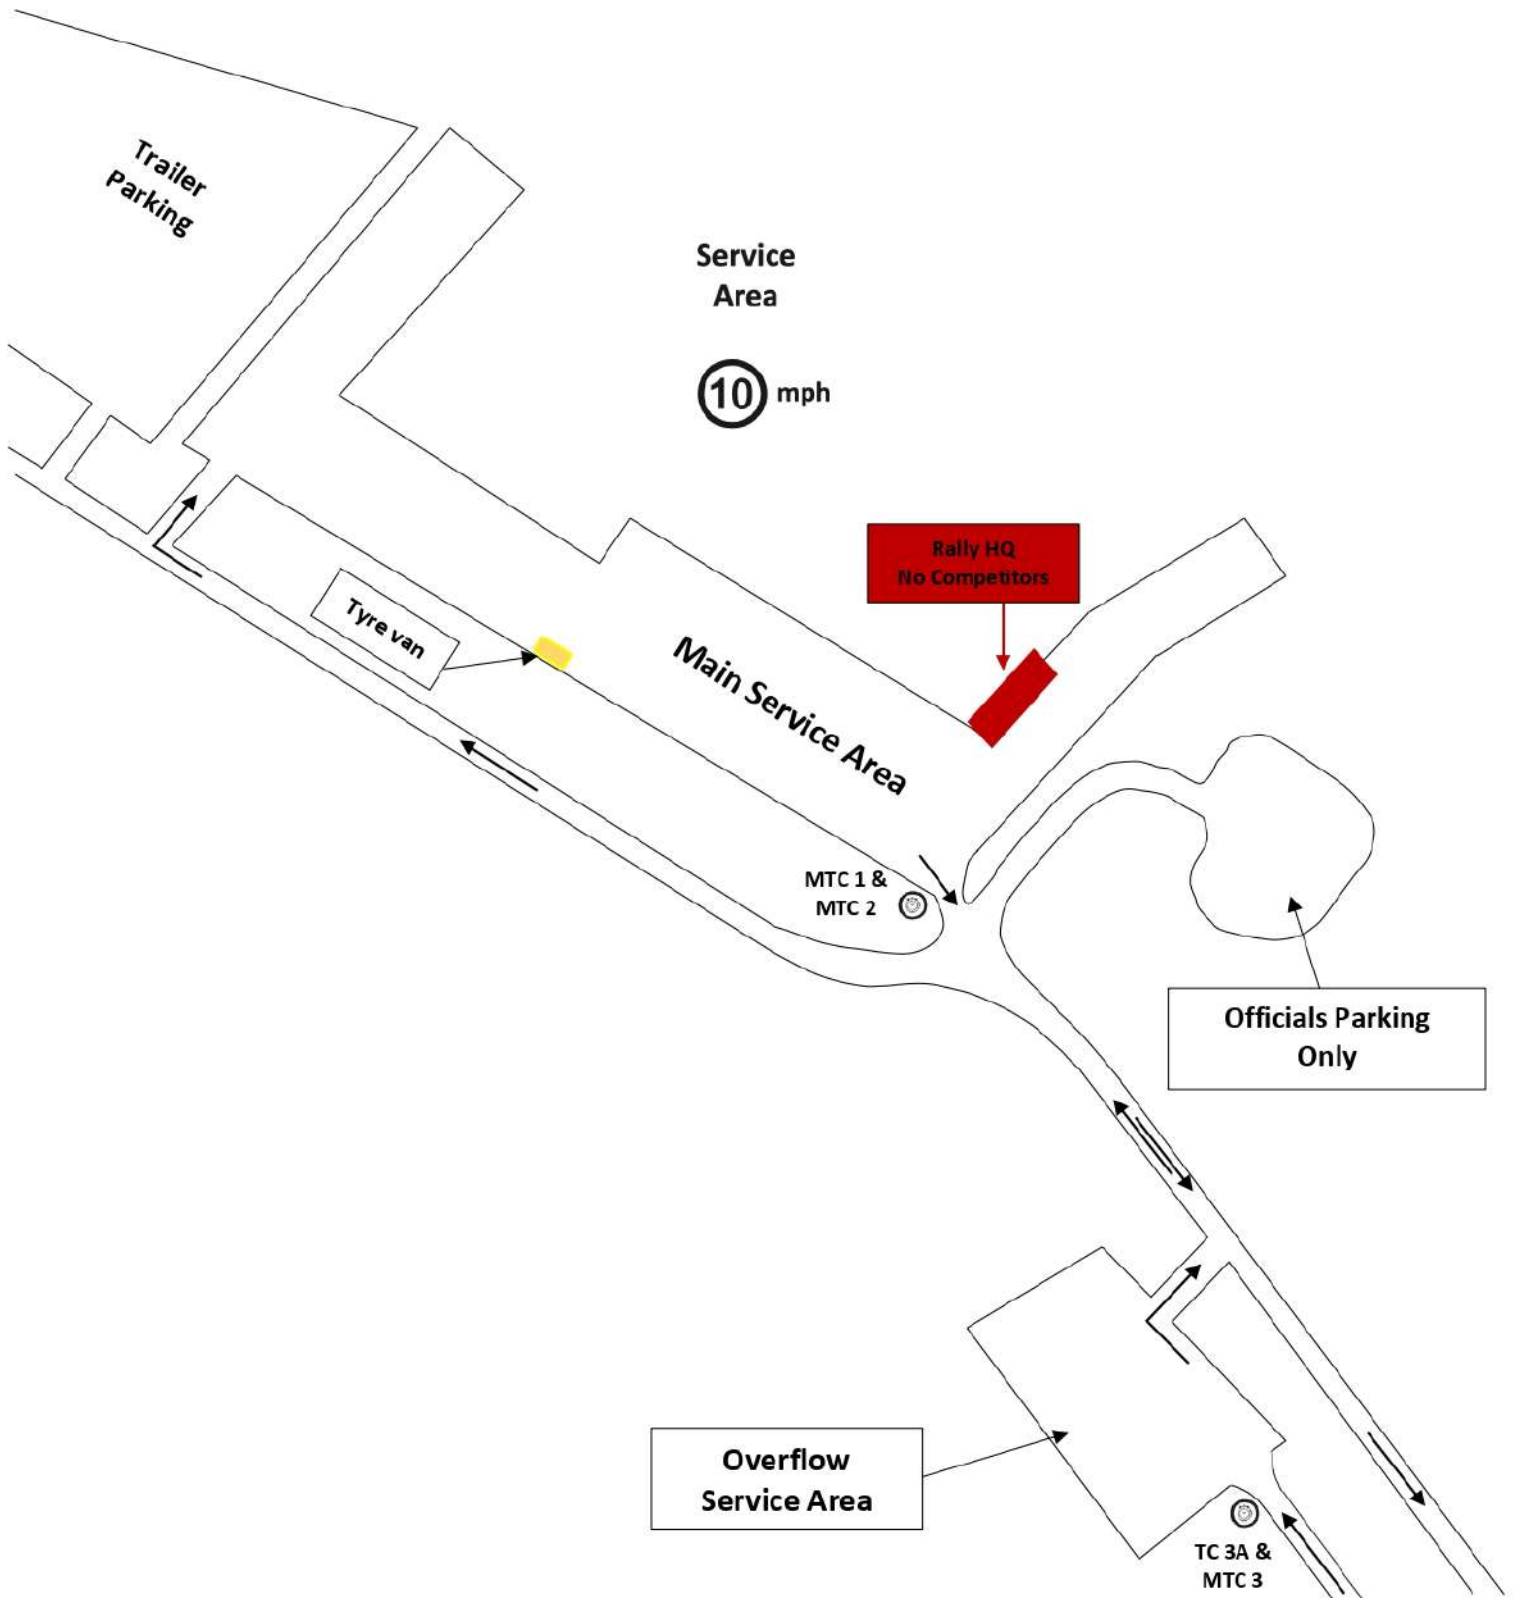 Trailer
Parking
Service
Area
10 mph
Rally HQ
No Competitors
Tyre van
Main Service Area
MTC 1 &
MTC 2
Officials Parking
Only
Overflow
Service Area
TC 3A &
MTC 3